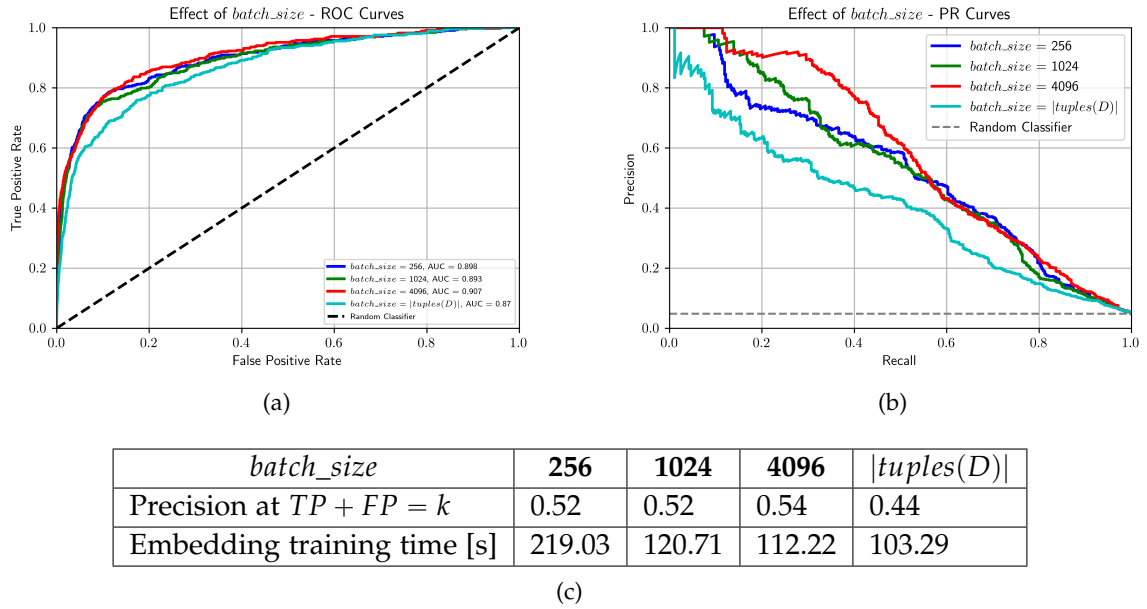 Effect of batch_size - ROC Curves
1.0
0.8
0.6
0.4
0.2
0.0
True Positive Rate
0.0 0.2 0.4 0.6 0.8 1.0
False Positive Rate
batch_size = 256, AUC = 0.898
batch_size = 1024, AUC = 0.893
batch_size = 4096, AUC = 0.907
batch_size = |tuples(D)|, AUC = 0.87
Random Classifier
(a)
Effect of batch_size - PR Curves
1.0
0.8
0.6
0.4
0.2
0.0
Precision
0.0 0.2 0.4 0.6 0.8 1.0
Recall
batch_size = 256
batch_size = 1024
batch_size = 4096
batch_size = |tuples(D)|
Random Classifier
(b)
batch_size 256 1024 4096 |tuples(D)|
Precision at TP + FP = k 0.52 0.52 0.54 0.44
Embedding training time [s] 219.03 120.71 112.22 103.29
(c)